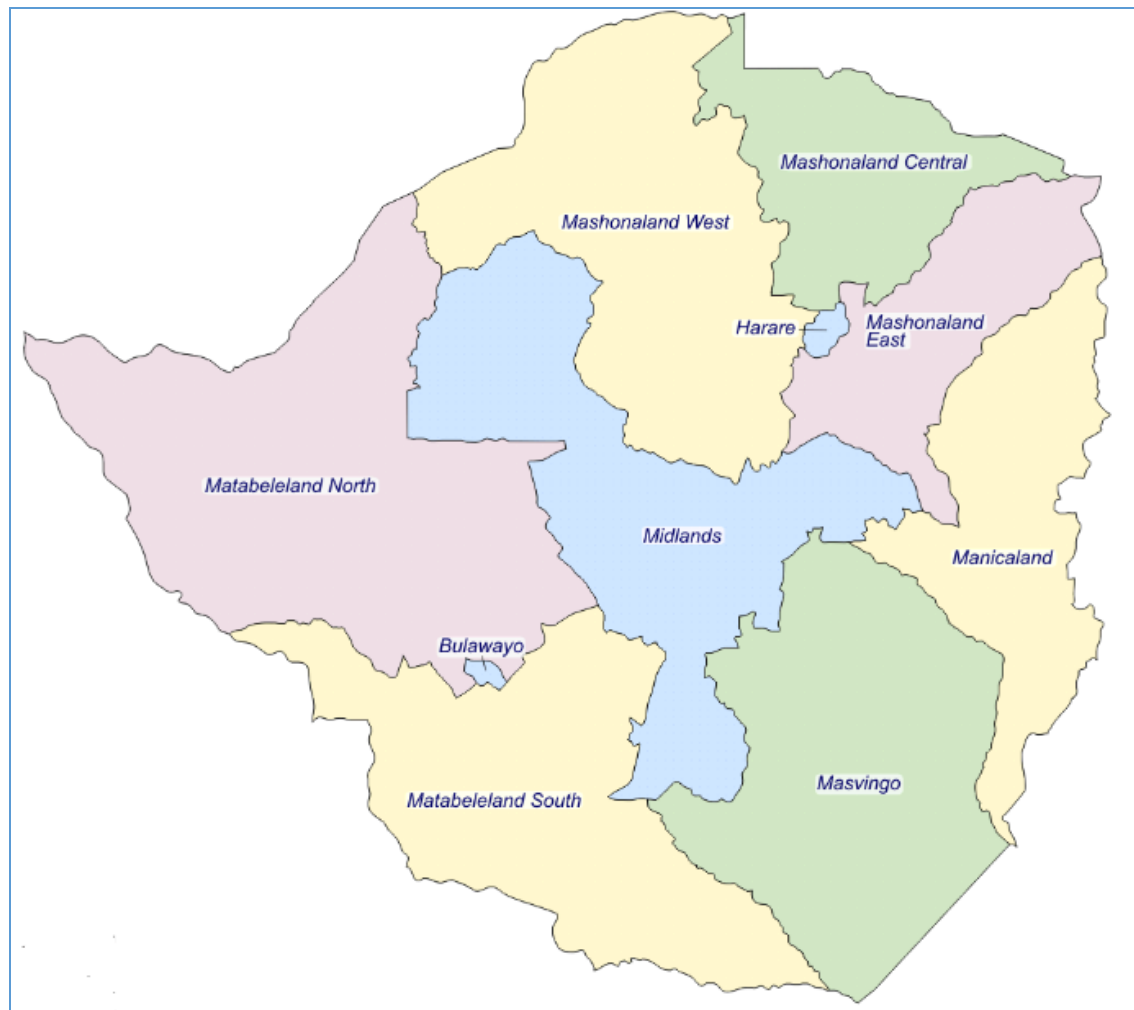 Mashonaland Central
Mashonaland West
Harare
Mashonaland
East
Matabeleland North
Midlands
Manicaland
Bulawayo
Masvingo
Matabeleland South